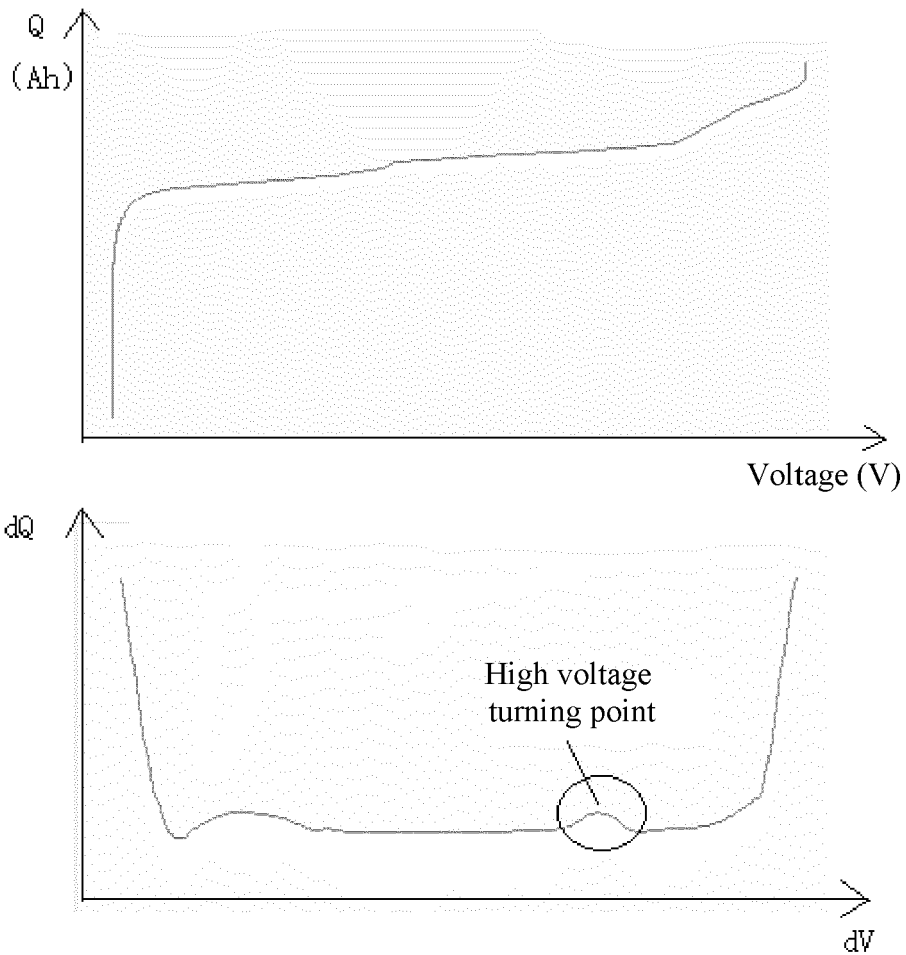 Q
(Ah)
Voltage (V)
dQ
High voltage
turning point
dV